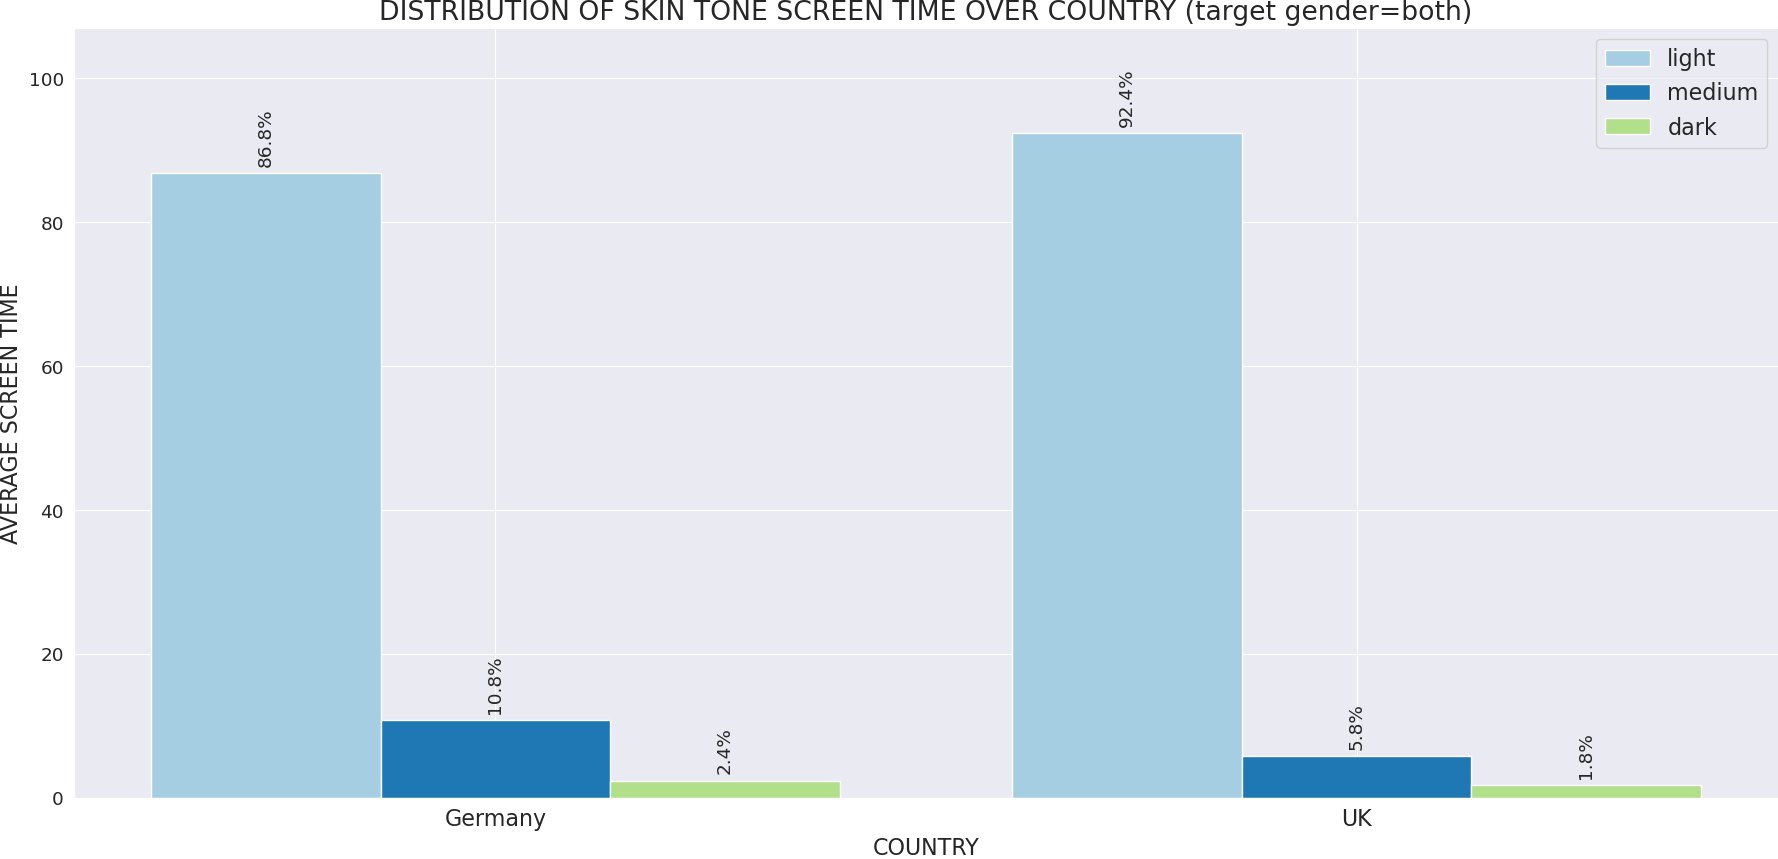 DISTRIBUTION OF SKIN TONE SCREEN TIME OVER COUNTRY (target gender=both)
light
medium
dark
100
80
60
40
20
0
AVERAGE SCREEN TIME
86.8%
10.8%
2.4%
92.4%
5.8%
1.8%
Germany
UK
COUNTRY